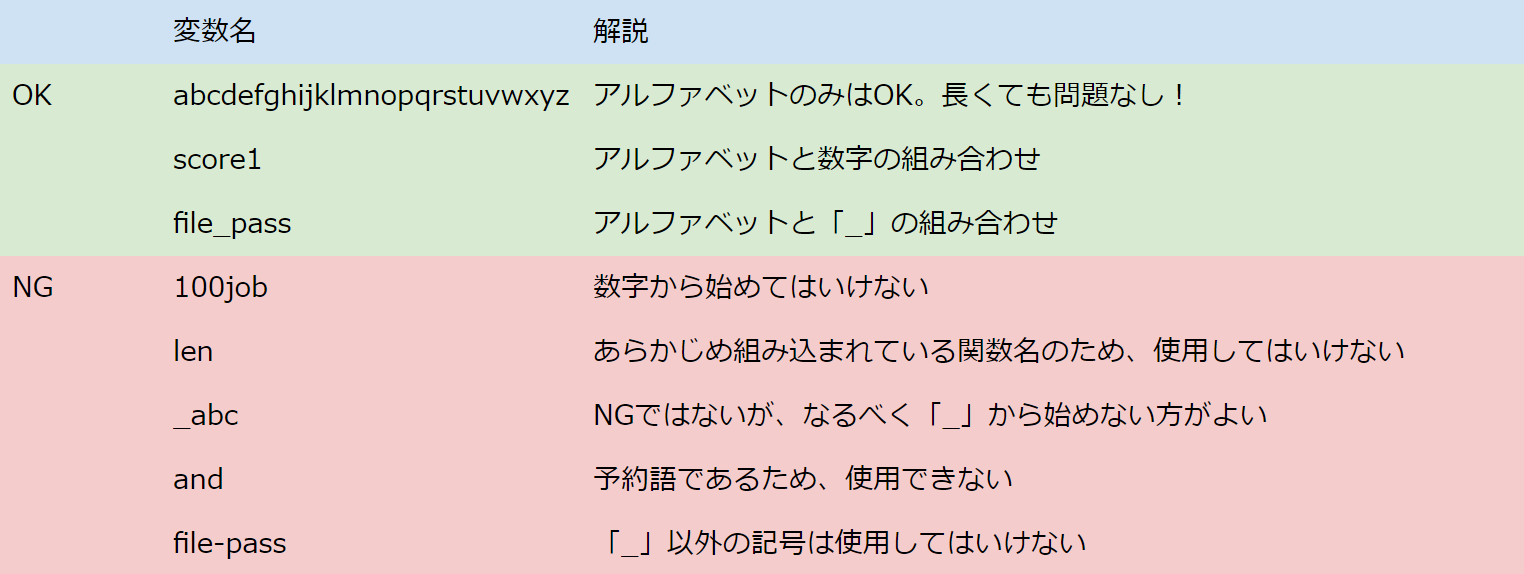 変数名 解説
OK abcdefghijklmnopqrstuvwxyz アルファベットのみはOK。長くても問題なし！
score1 アルファベットと数字の組み合わせ
file_pass アルファベットと「_」の組み合わせ
NG 100job 数字から始めてはいけない
len あらかじめ組み込まれている関数名のため、使用してはいけない
_abc NGではないが、なるべく「_」から始めない方がよい
and 予約語であるため、使用できない
file-pass 「_」以外の記号は使用してはいけない